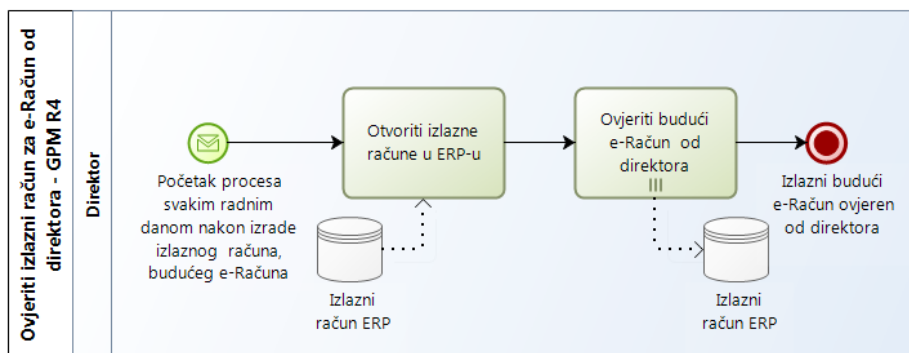 Ovjeriti izlazni račun za e-Račun od
direktora - GPM R4
Direktor
Početak procesa
svakim radnim
danom nakon izrade
izlaznog računa,
budućeg e-Računa
Otvoriti izlazne
račune u ERP-u
Izlazni
račun ERP
Ovjeriti budući
e-Račun od
direktora
Izlazni
račun ERP
Izlazni budući
e-Račun ovjeren
od direktora